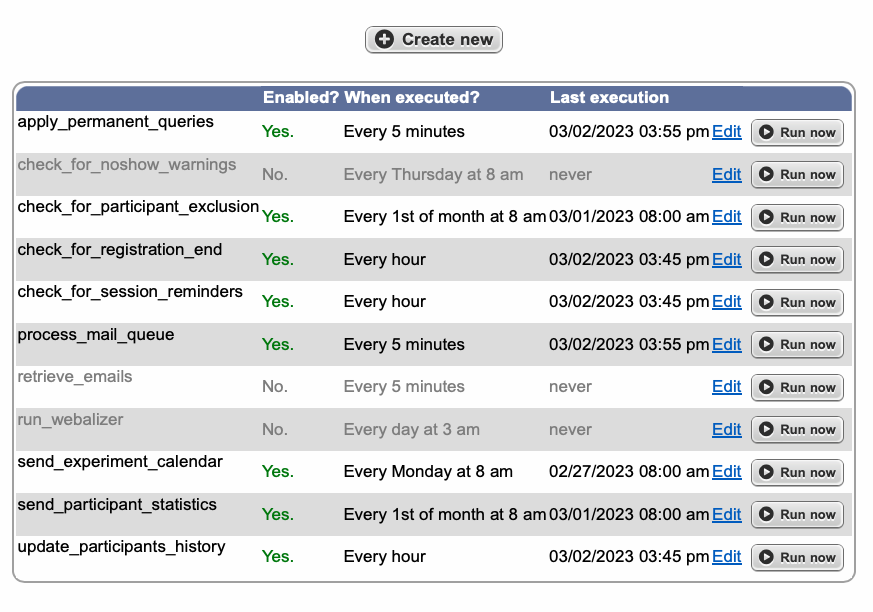 Create new
Enabled? When executed? Last execution
apply_permanent_queries Yes. Every 5 minutes 03/02/2023 03:55 pm Edit Run now
check_for_noshow_warnings No. Every Thursday at 8 am never Edit Run now
check_for_participant_exclusion Yes. Every 1st of month at 8 am 03/01/2023 08:00 am Edit Run now
check_for_registration_end Yes. Every hour 03/02/2023 03:45 pm Edit Run now
check_for_session_reminders Yes. Every hour 03/02/2023 03:45 pm Edit Run now
process_mail_queue Yes. Every 5 minutes 03/02/2023 03:55 pm Edit Run now
retrieve_emails No. Every 5 minutes never Edit Run now
run_webalizer No. Every day at 3 am never Edit Run now
send_experiment_calendar Yes. Every Monday at 8 am 02/27/2023 08:00 am Edit Run now
send_participant_statistics Yes. Every 1st of month at 8 am 03/01/2023 08:00 am Edit Run now
update_participants_history Yes. Every hour 03/02/2023 03:45 pm Edit Run now